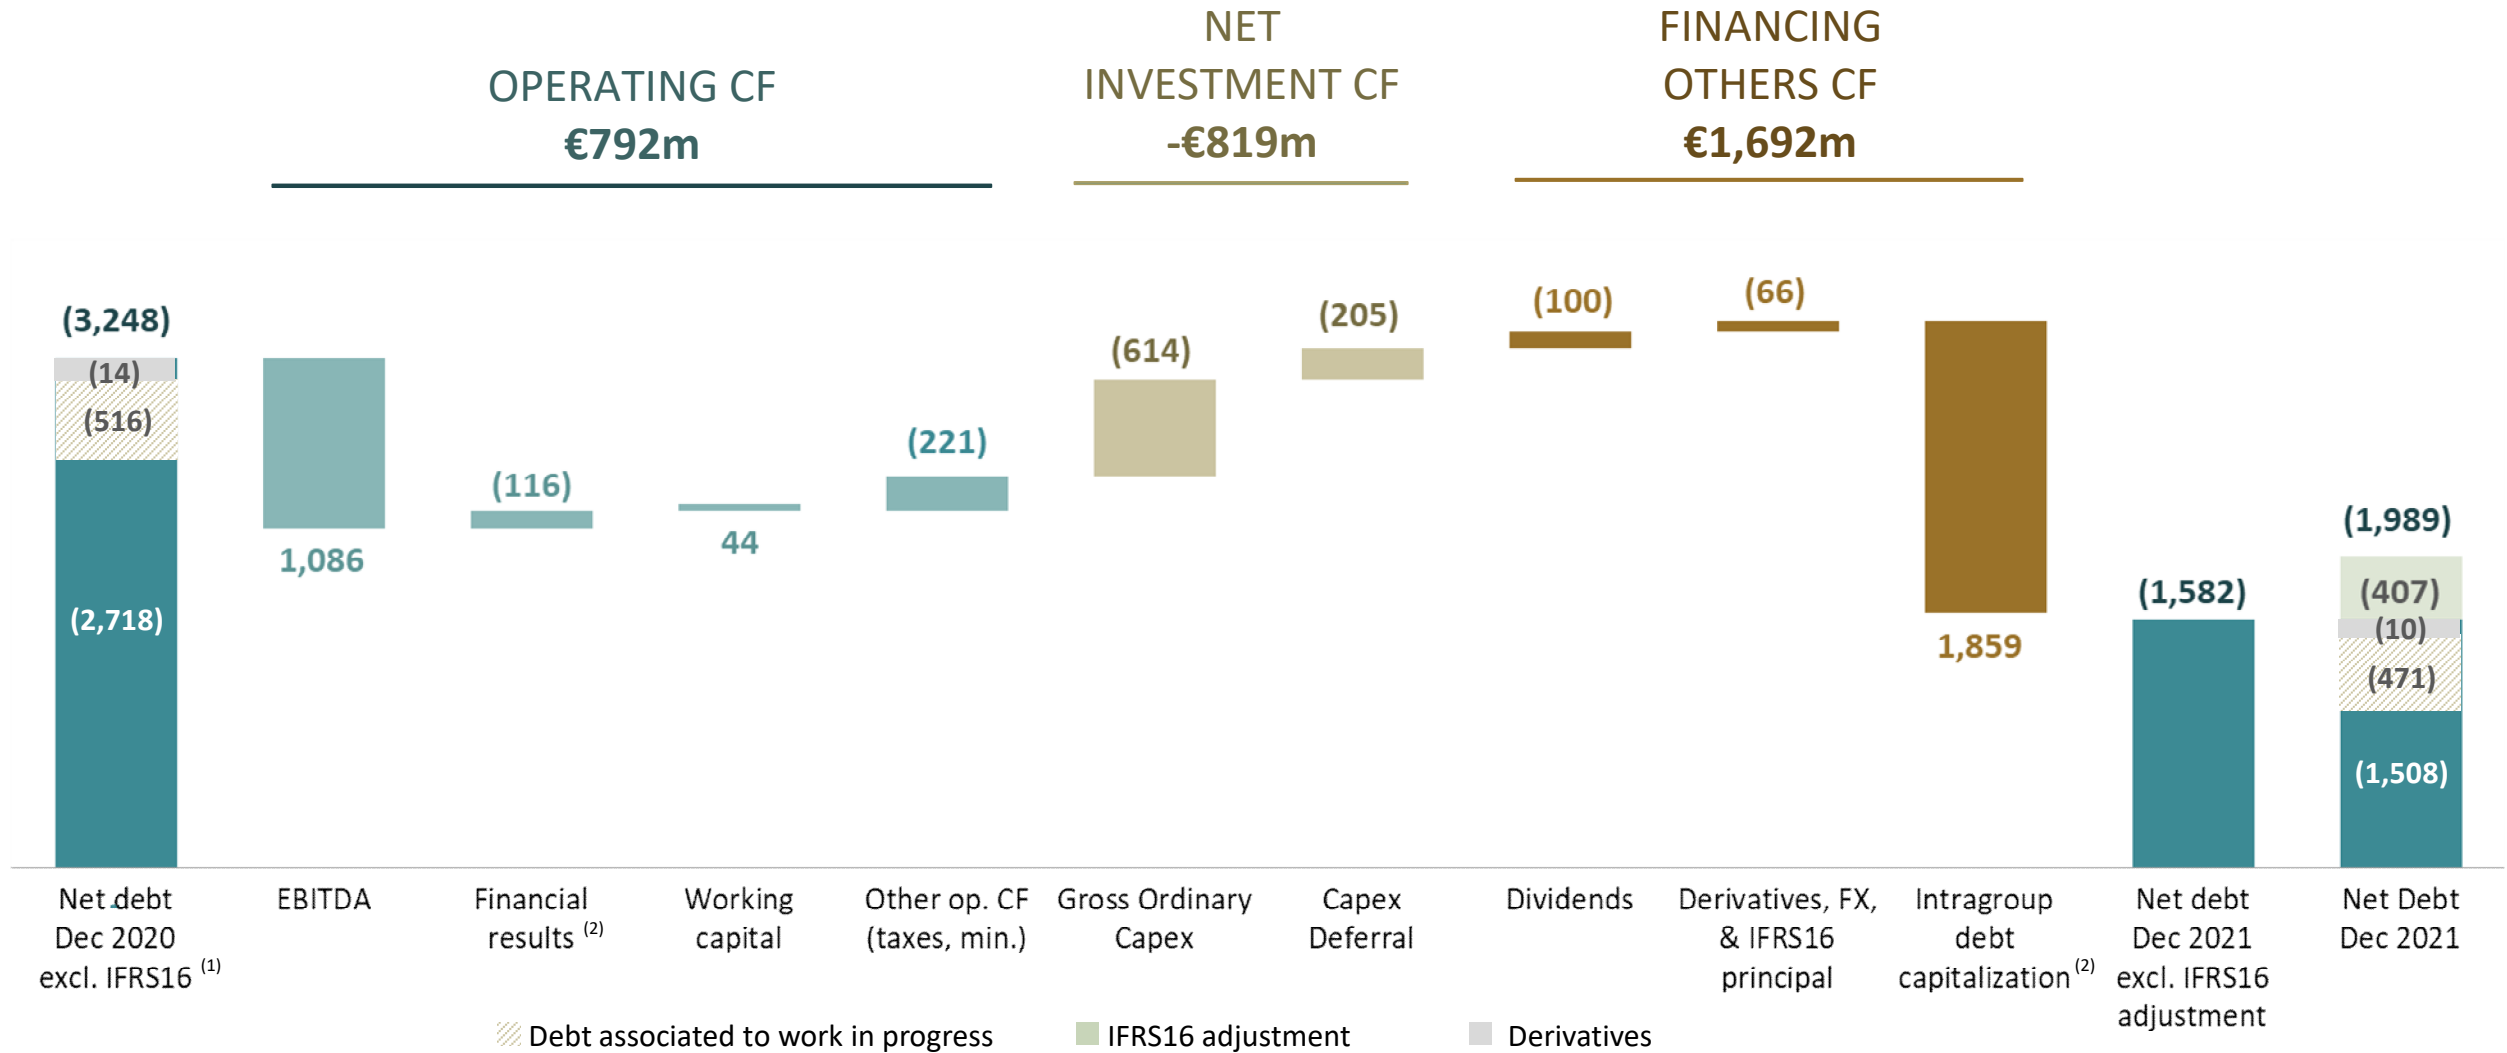 OPERATING CF
€792m
NET
INVESTMENT CF
-€819m
FINANCING
OTHERS CF
€1,692m
(3,248)
(14)
(516)
(2,718)
1,086
(116)
44
(221)
(614)
(205)
(100)
(66)
1,859
(1,582)
(1,989)
(407)
(10)
(471)
(1,508)
Net debt
Dec 2020
excl. IFRS16 (1)
EBITDA
Financial
results (2)
Working
capital
Other op. CF
(taxes, min.)
Gross Ordinary
Capex
Capex
Deferral
Dividends
Derivatives, FX,
& IFRS16
principal
Intragroup
debt
capitalization (2)
Net debt
Dec 2021
excl. IFRS16
adjustment
Net Debt
Dec 2021
Debt associated to work in progress
IFRS16 adjustment
Derivatives